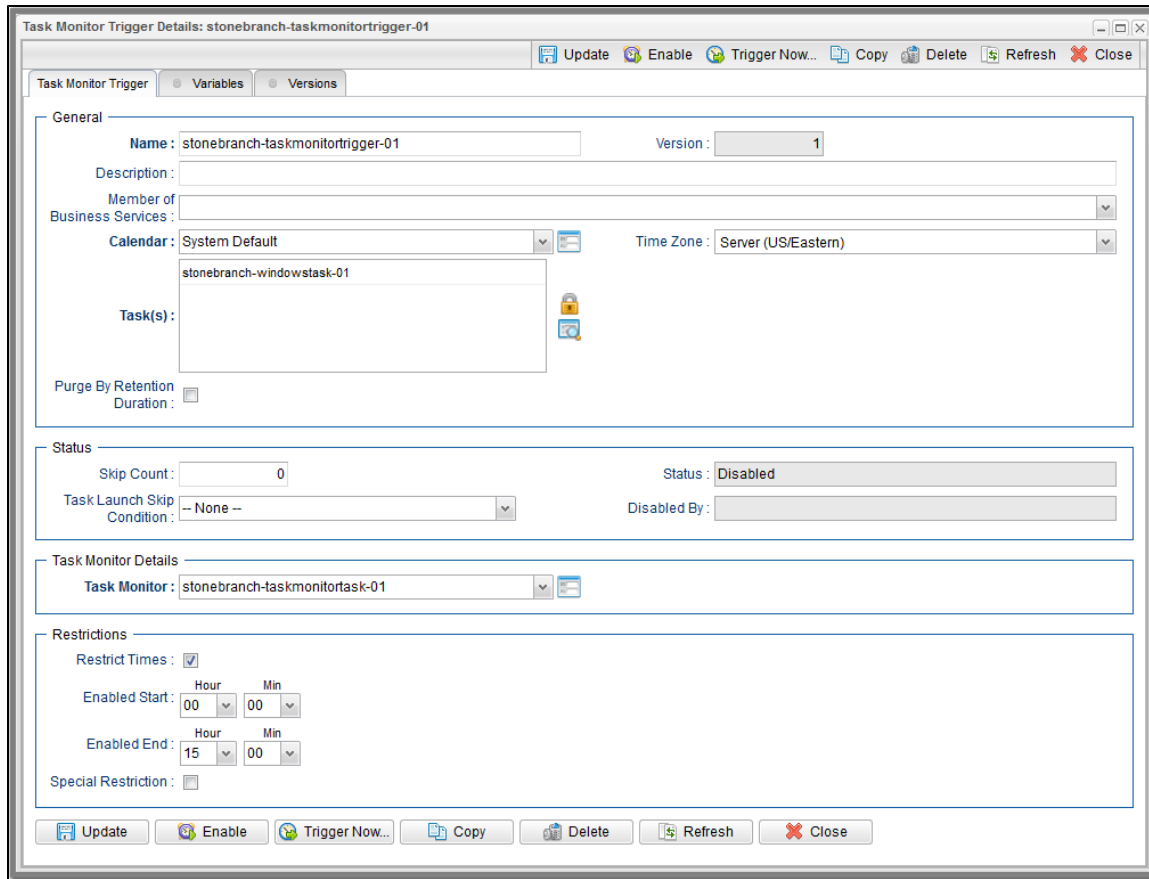 Task Monitor Trigger Details: stonebranch-taskmonitortrigger-01
Update Enable Trigger Now... Copy Delete Refresh Close
Task Monitor Trigger Variables Versions
General
Name : stonebranch-taskmonitortrigger-01 Version : 1
Description :
Member of
Business Services :
Calendar : System Default Time Zone : Server (US/Eastern)
stonebranch-windowstask-01
Task(s) :
Purge By Retention
Duration :
Status
Skip Count : 0 Status : Disabled
Task Launch Skip
Condition : -- None -- Disabled By :
Task Monitor Details
Task Monitor : stonebranch-taskmonitortask-01
Restrictions
Restrict Times :
Hour Min
Enabled Start : 00 00
Hour Min
Enabled End : 15 00
Special Restriction :
Update Enable Trigger Now... Copy Delete Refresh Close